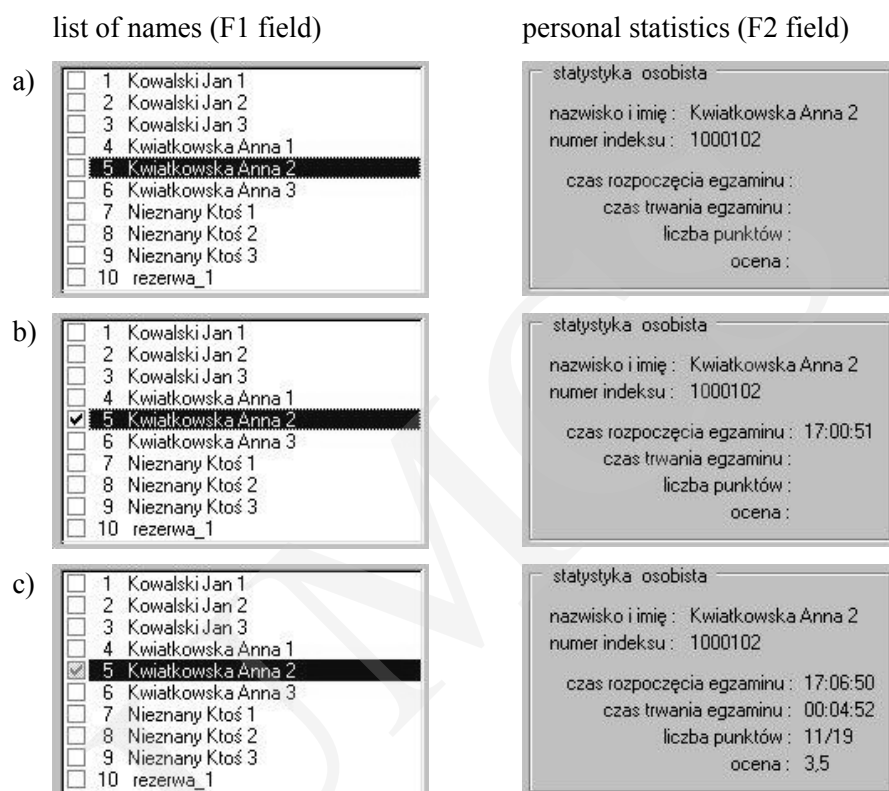 list of names (F1 field)
personal statistics (F2 field)
a)
1 Kowalski Jan 1
2 Kowalski Jan 2
3 Kowalski Jan 3
4 Kwiatkowska Anna 1
5 Kwiatkowska Anna 2
6 Kwiatkowska Anna 3
7 Nieznany Ktoś 1
8 Nieznany Ktoś 2
9 Nieznany Ktoś 3
10 rezerwa_1
statystyka osobista
nazwisko i imię : Kwiatkowska Anna 2
numer indeksu : 1000102
czas rozpoczęcia egzaminu :
czas trwania egzaminu :
liczba punktów :
ocena :
b)
1 Kowalski Jan 1
2 Kowalski Jan 2
3 Kowalski Jan 3
4 Kwiatkowska Anna 1
5 Kwiatkowska Anna 2
6 Kwiatkowska Anna 3
7 Nieznany Ktoś 1
8 Nieznany Ktoś 2
9 Nieznany Ktoś 3
10 rezerwa_1
statystyka osobista
nazwisko i imię : Kwiatkowska Anna 2
numer indeksu : 1000102
czas rozpoczęcia egzaminu : 17:00:51
czas trwania egzaminu :
liczba punktów :
ocena :
c)
1 Kowalski Jan 1
2 Kowalski Jan 2
3 Kowalski Jan 3
4 Kwiatkowska Anna 1
5 Kwiatkowska Anna 2
6 Kwiatkowska Anna 3
7 Nieznany Ktoś 1
8 Nieznany Ktoś 2
9 Nieznany Ktoś 3
10 rezerwa_1
statystyka osobista
nazwisko i imię : Kwiatkowska Anna 2
numer indeksu : 1000102
czas rozpoczęcia egzaminu : 17:06:50
czas trwania egzaminu : 00:04:52
liczba punktów : 11/19
ocena : 3,5
UMCS